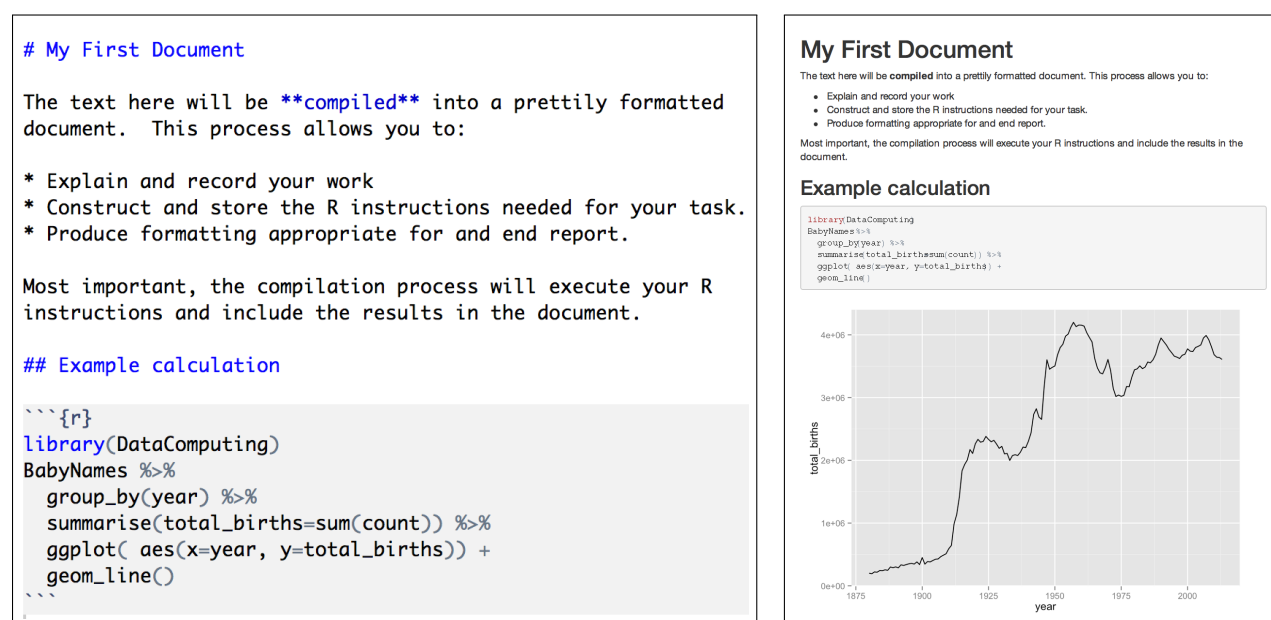 # My First Document
The text here will be **compiled** into a prettily formatted
document.  This process allows you to:
* Explain and record your work
* Construct and store the R instructions needed for your task.
* Produce formatting appropriate for and end report.
Most important, the compilation process will execute your R
instructions and include the results in the document.
## Example calculation
```{r}
library(DataComputing)
BabyNames %>%
  group_by(year) %>%
  summarise(total_births=sum(count)) %>%
  ggplot( aes(x=year, y=total_births)) +
  geom_line()
```
My First Document
The text here will be compiled into a prettily formatted document. This process allows you to:
• Explain and record your work
• Construct and store the R instructions needed for your task.
• Produce formatting appropriate for and end report.
Most important, the compilation process will execute your R instructions and include the results in the
document.
Example calculation
library(DataComputing)
BabyNames %>%
  group_by(year) %>%
  summarise(total_births=sum(count)) %>%
  ggplot( aes(x=year, y=total_births)) +
  geom_line()
4e+06
3e+06
2e+06
1e+06
0e+00
total_births
1875 1900 1925 1950 1975 2000
year